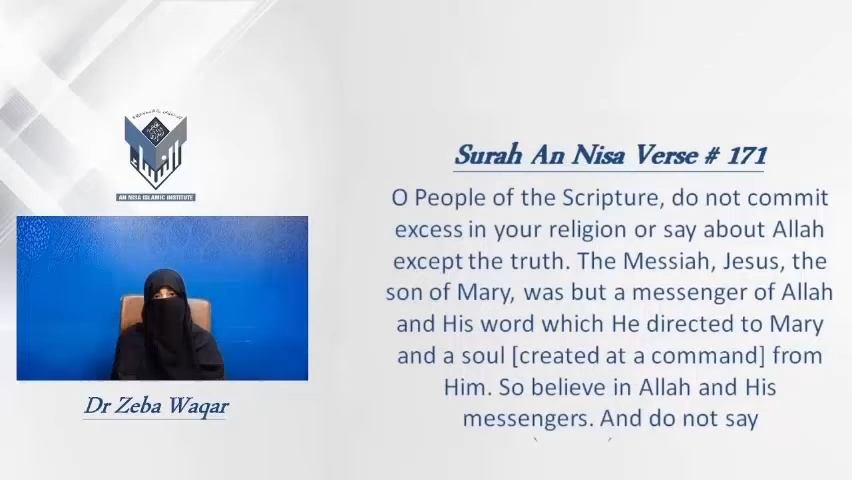 AN NISA ISLAMIC INSTITUTE
Dr Zeba Waqar
Surah An Nisa Verse # 171
O People of the Scripture, do not commit
excess in your religion or say about Allah
except the truth. The Messiah, Jesus, the
son of Mary, was but a messenger of Allah
and His word which He directed to Mary
and a soul [created at a command] from
Him. So believe in Allah and His
messengers. And do not say